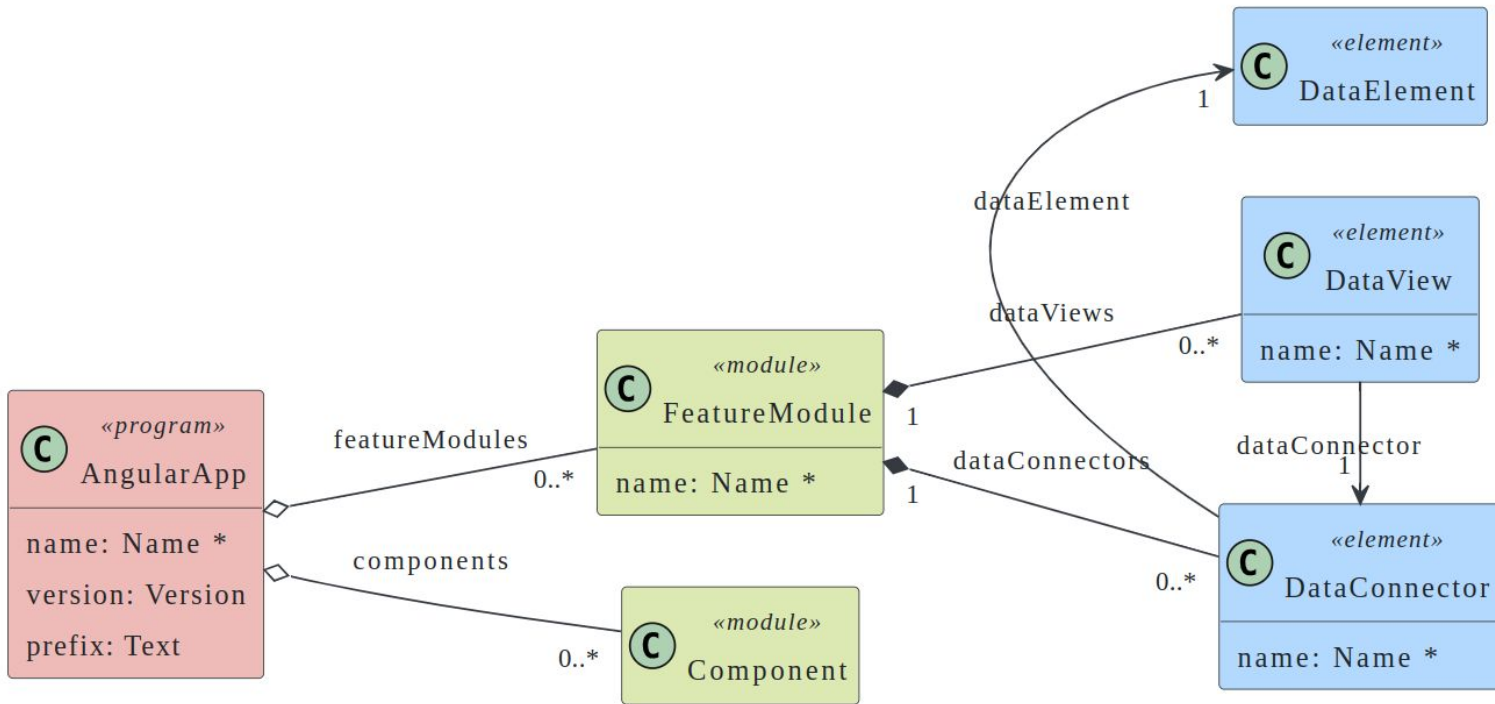 «program»
C
AngularApp
name: Name *
version: Version
prefix: Text
featureModules
0..*
components
0..*
«module»
C
FeatureModule
name: Name *
1
1
«module»
C
Component
dataElement
1
dataViews
0..*
dataConnectors
0..*
«element»
C
DataElement
«element»
C
DataView
name: Name *
dataConnector
1
«element»
C
DataConnector
name: Name *